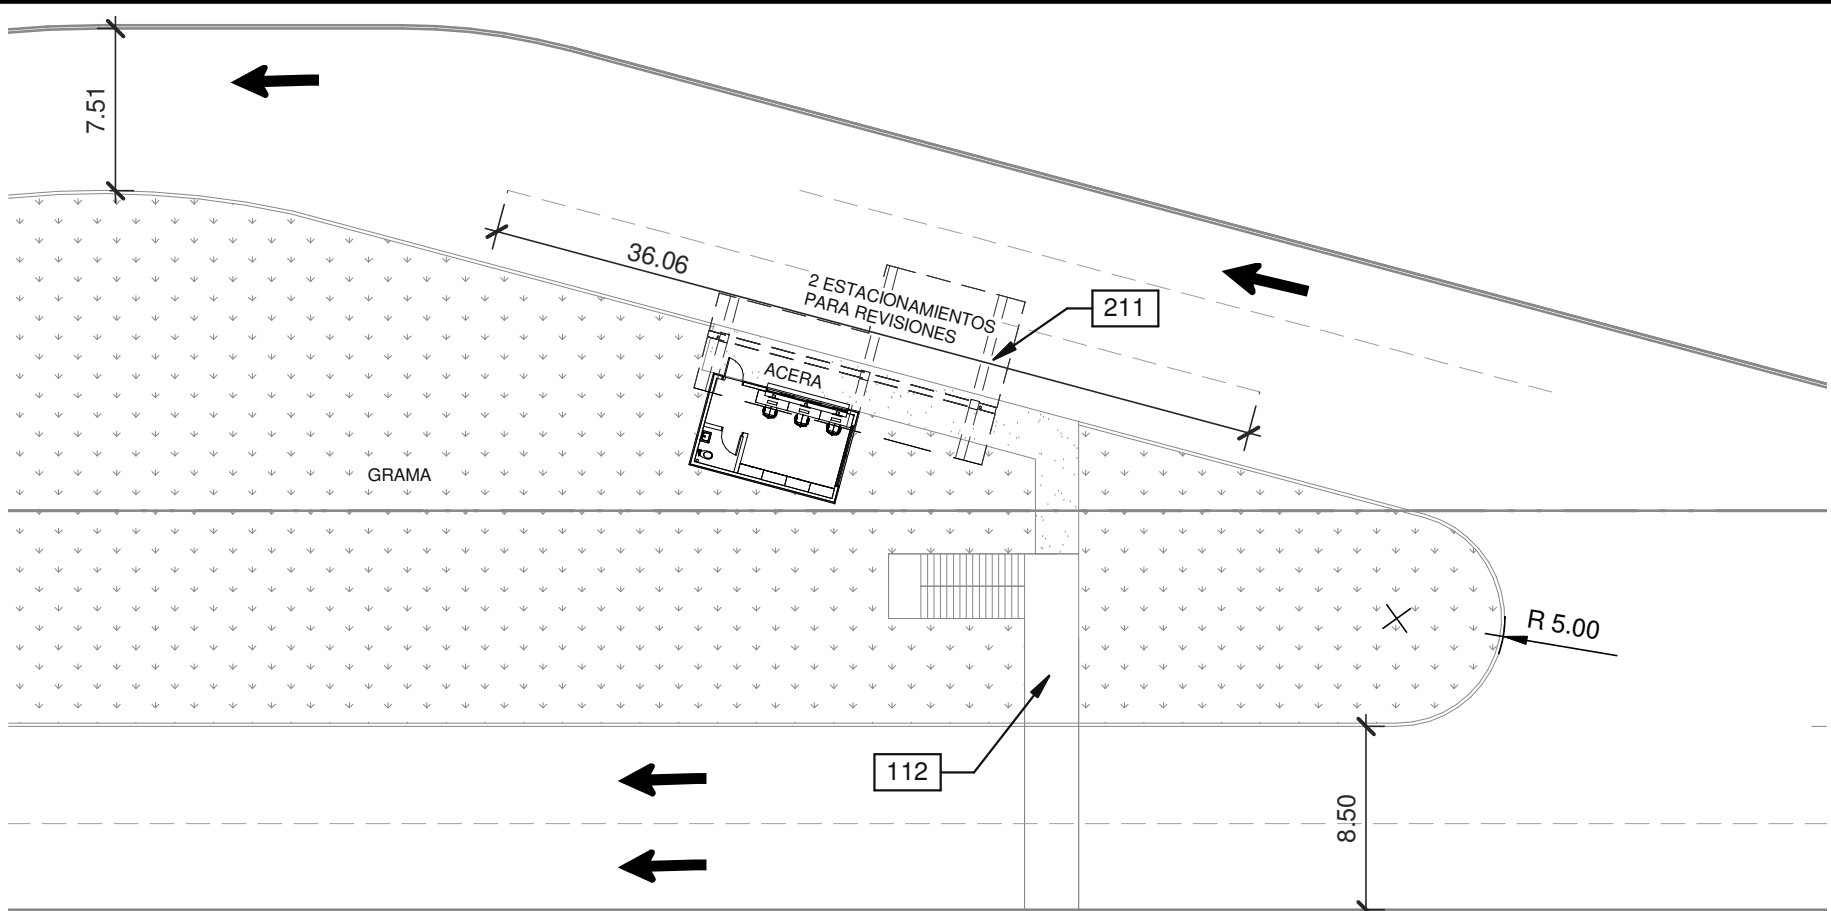 7.51
36.06
2 ESTACIONAMIENTOS
PARA REVISIONES
211
ACERA
GRAMA
R 5.00
112
8.50